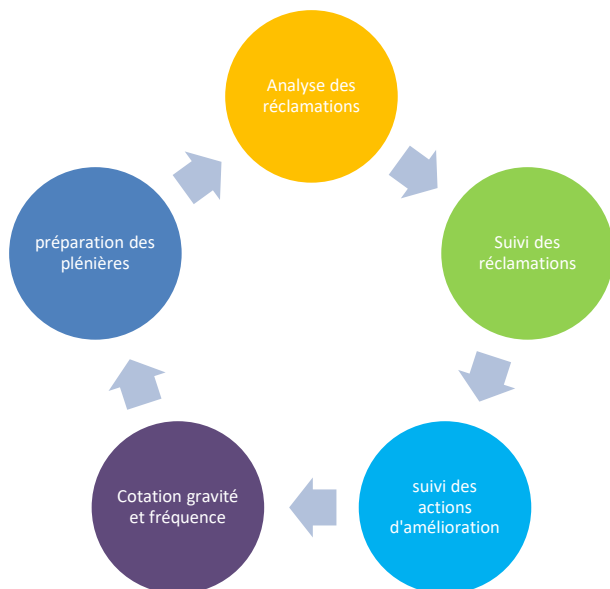 Analyse des
réclamations
Suivi des
réclamations
suivi des
actions
d'amélioration
Cotation gravité
et fréquence
préparation des
plénières